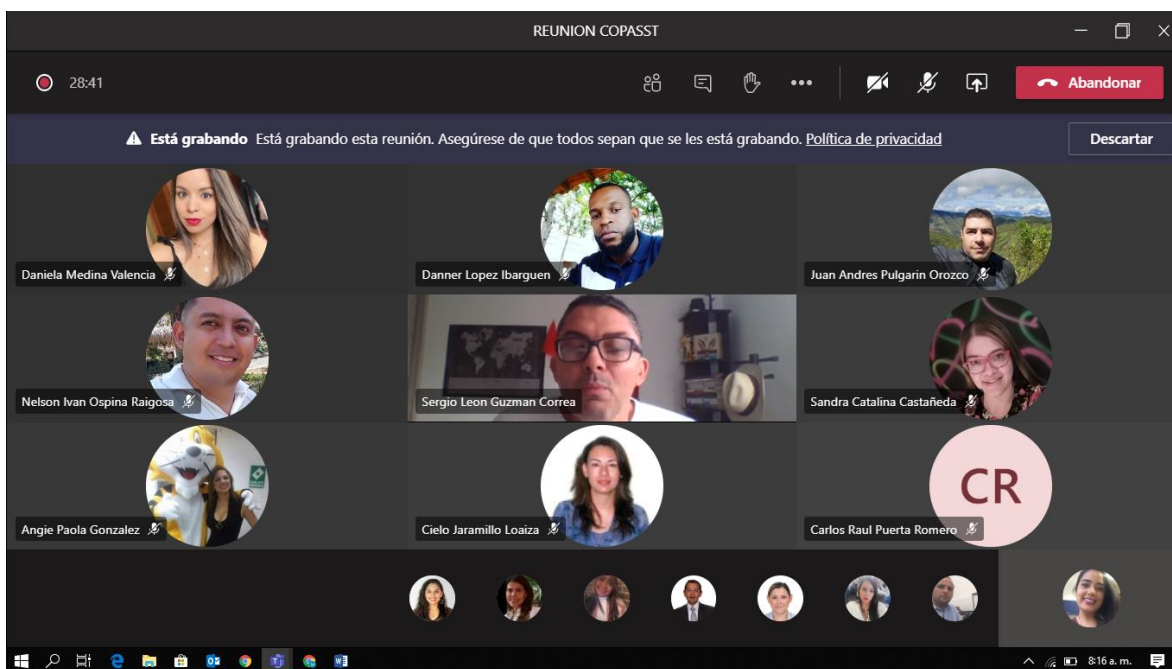 REUNION COPASST
28:41
Abandonar
Está grabando Está grabando esta reunión. Asegúrese de que todos sepan que se les está grabando. Política de privacidad
Descartar
Daniela Medina Valencia
Danner Lopez Ibarguen
Juan Andres Pulgarin Orozco
Nelson Ivan Ospina Raigosa
Sergio Leon Guzman Correa
Sandra Catalina Castañeda
CR
Angie Paola Gonzalez
Cielo Jaramillo Loaiza
Carlos Raul Puerta Romero
8:16 a. m.